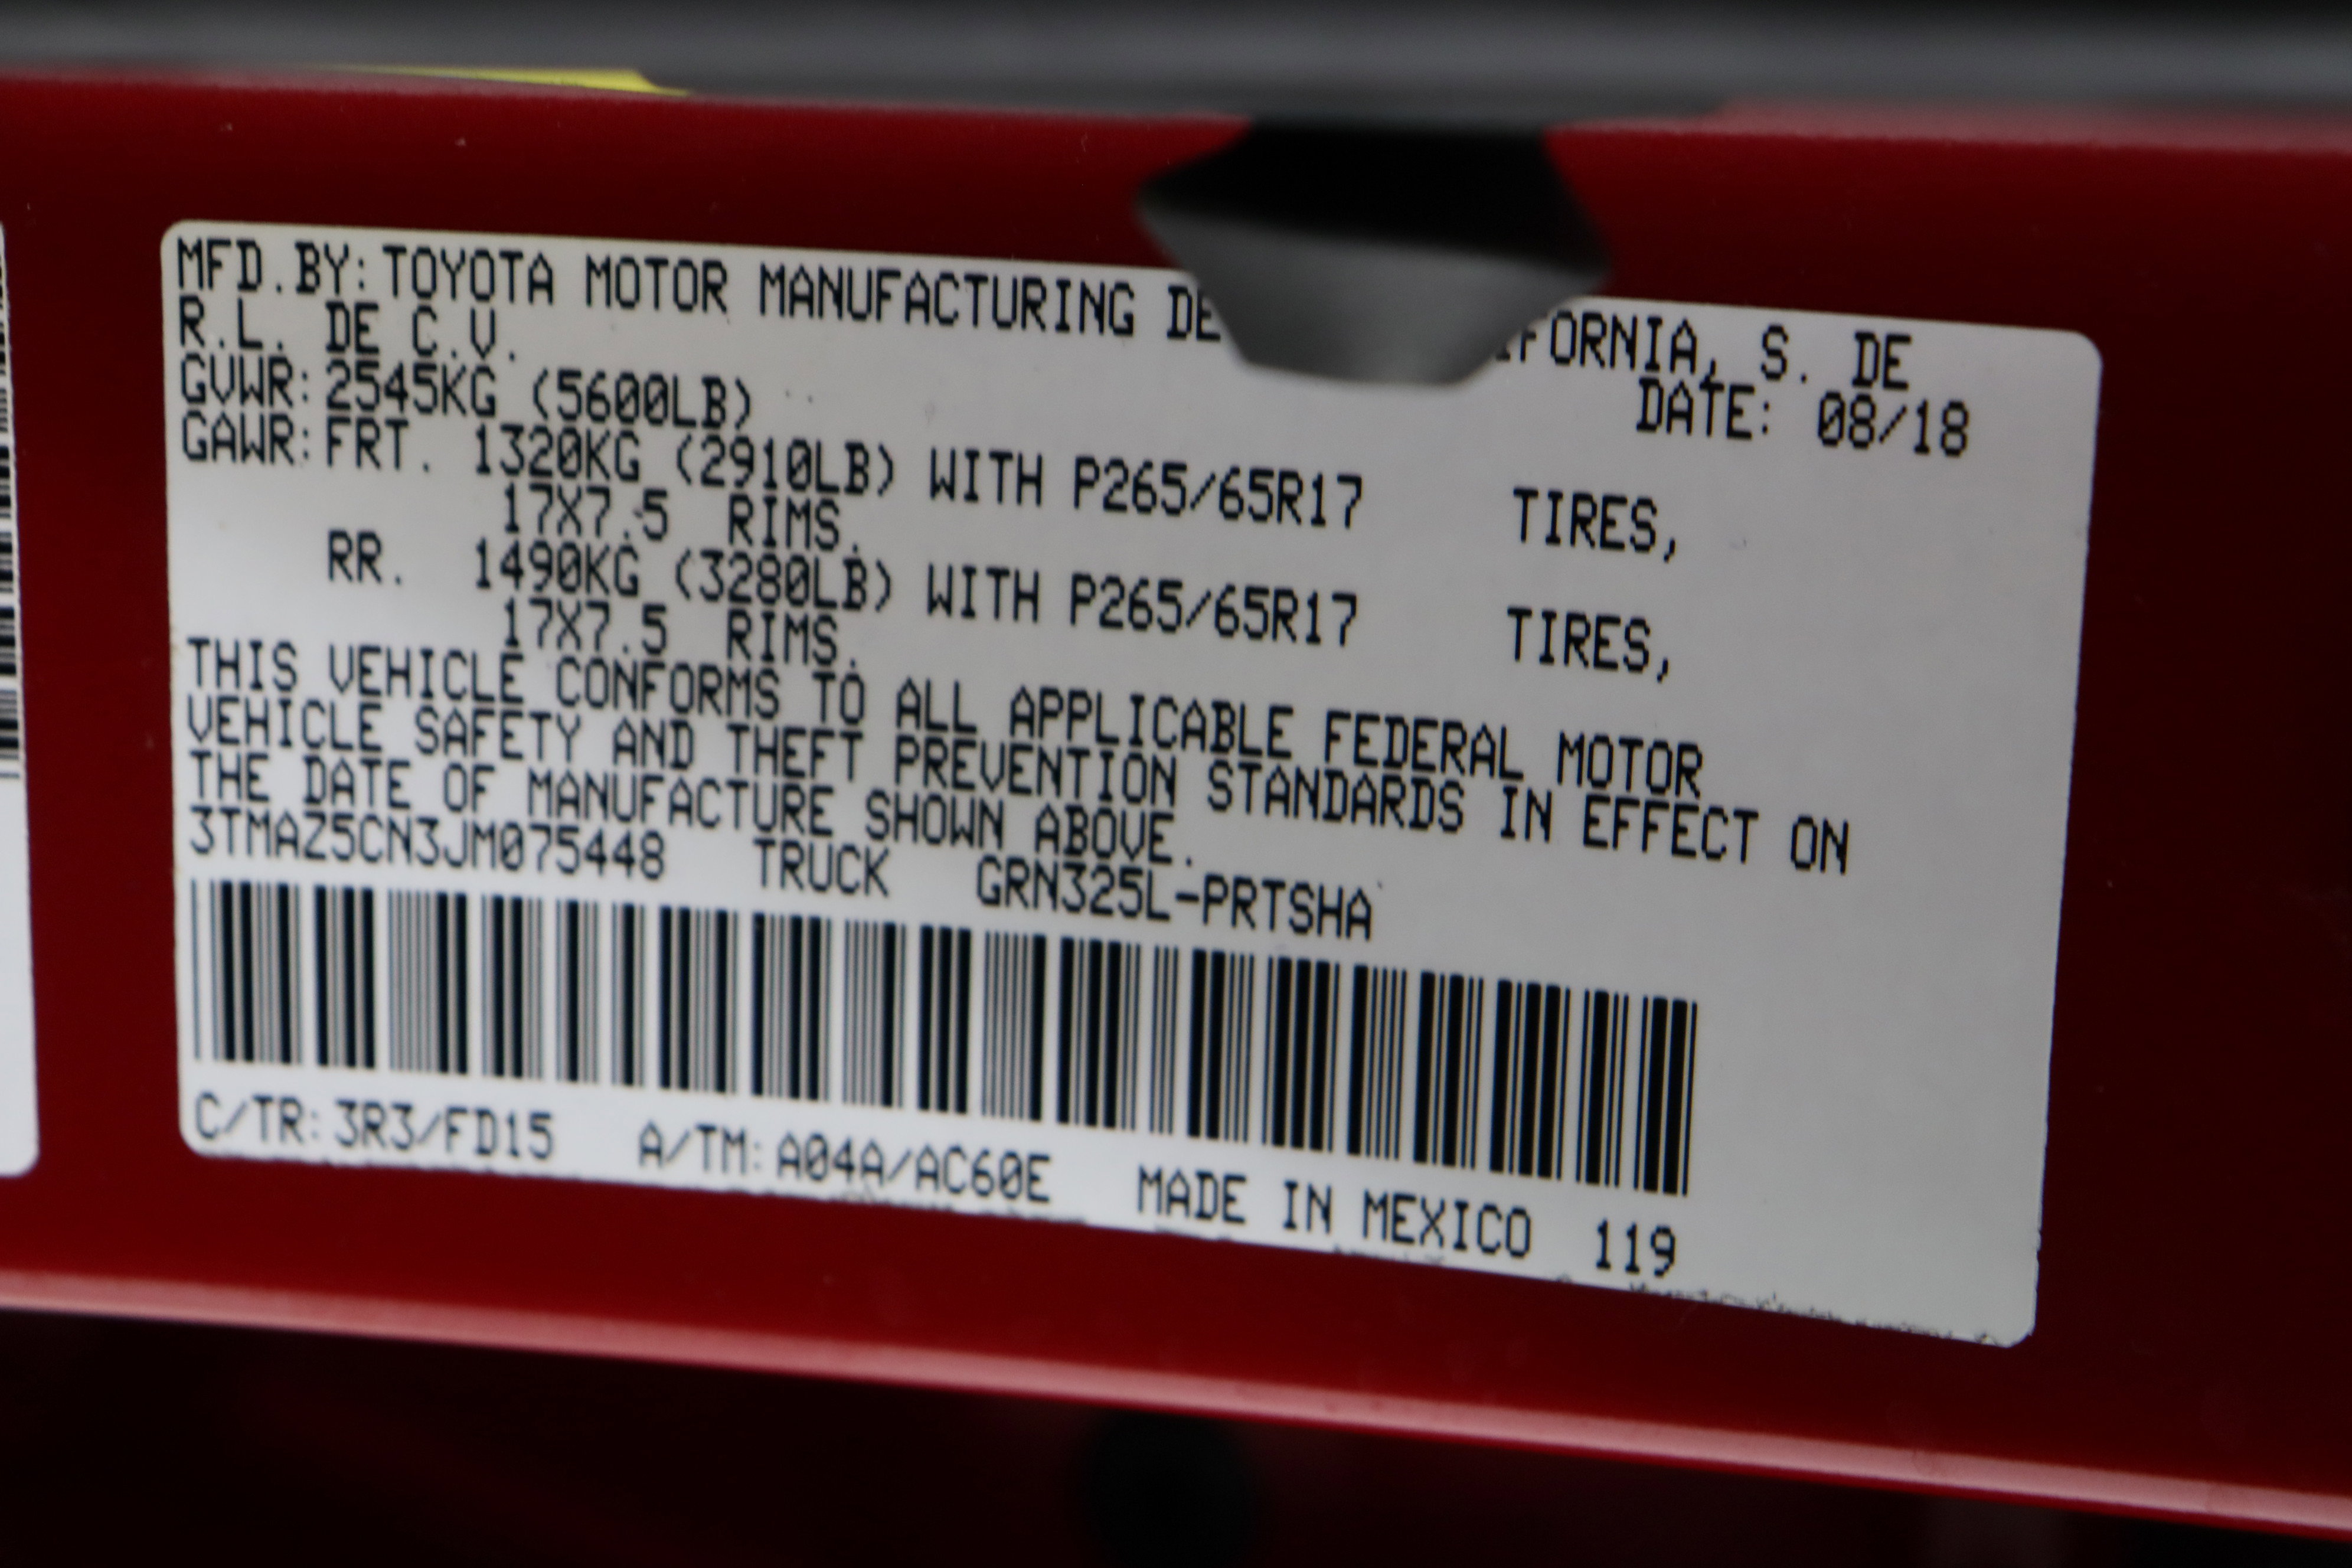 MFD.BY:TOYOTA MOTOR MANUFACTURING DE IFORNIA, S. DE
R.L. DE C.V. DATE: 08/18
GVWR:2545KG (5600LB)
GAWR:FRT. 1320KG (2910LB) WITH P265/65R17 TIRES,
17X7.5 RIMS.
RR. 1490KG (3280LB) WITH P265/65R17 TIRES,
17X7.5 RIMS.
THIS VEHICLE CONFORMS TO ALL APPLICABLE FEDERAL MOTOR
VEHICLE SAFETY AND THEFT PREVENTION STANDARDS IN EFFECT ON
THE DATE OF MANUFACTURE SHOWN ABOVE.
3TMAZ5CN3JM075448 TRUCK GRN325L-PRTSHA
C/TR:3R3/FD15 A/TM:A04A/AC60E MADE IN MEXICO 119